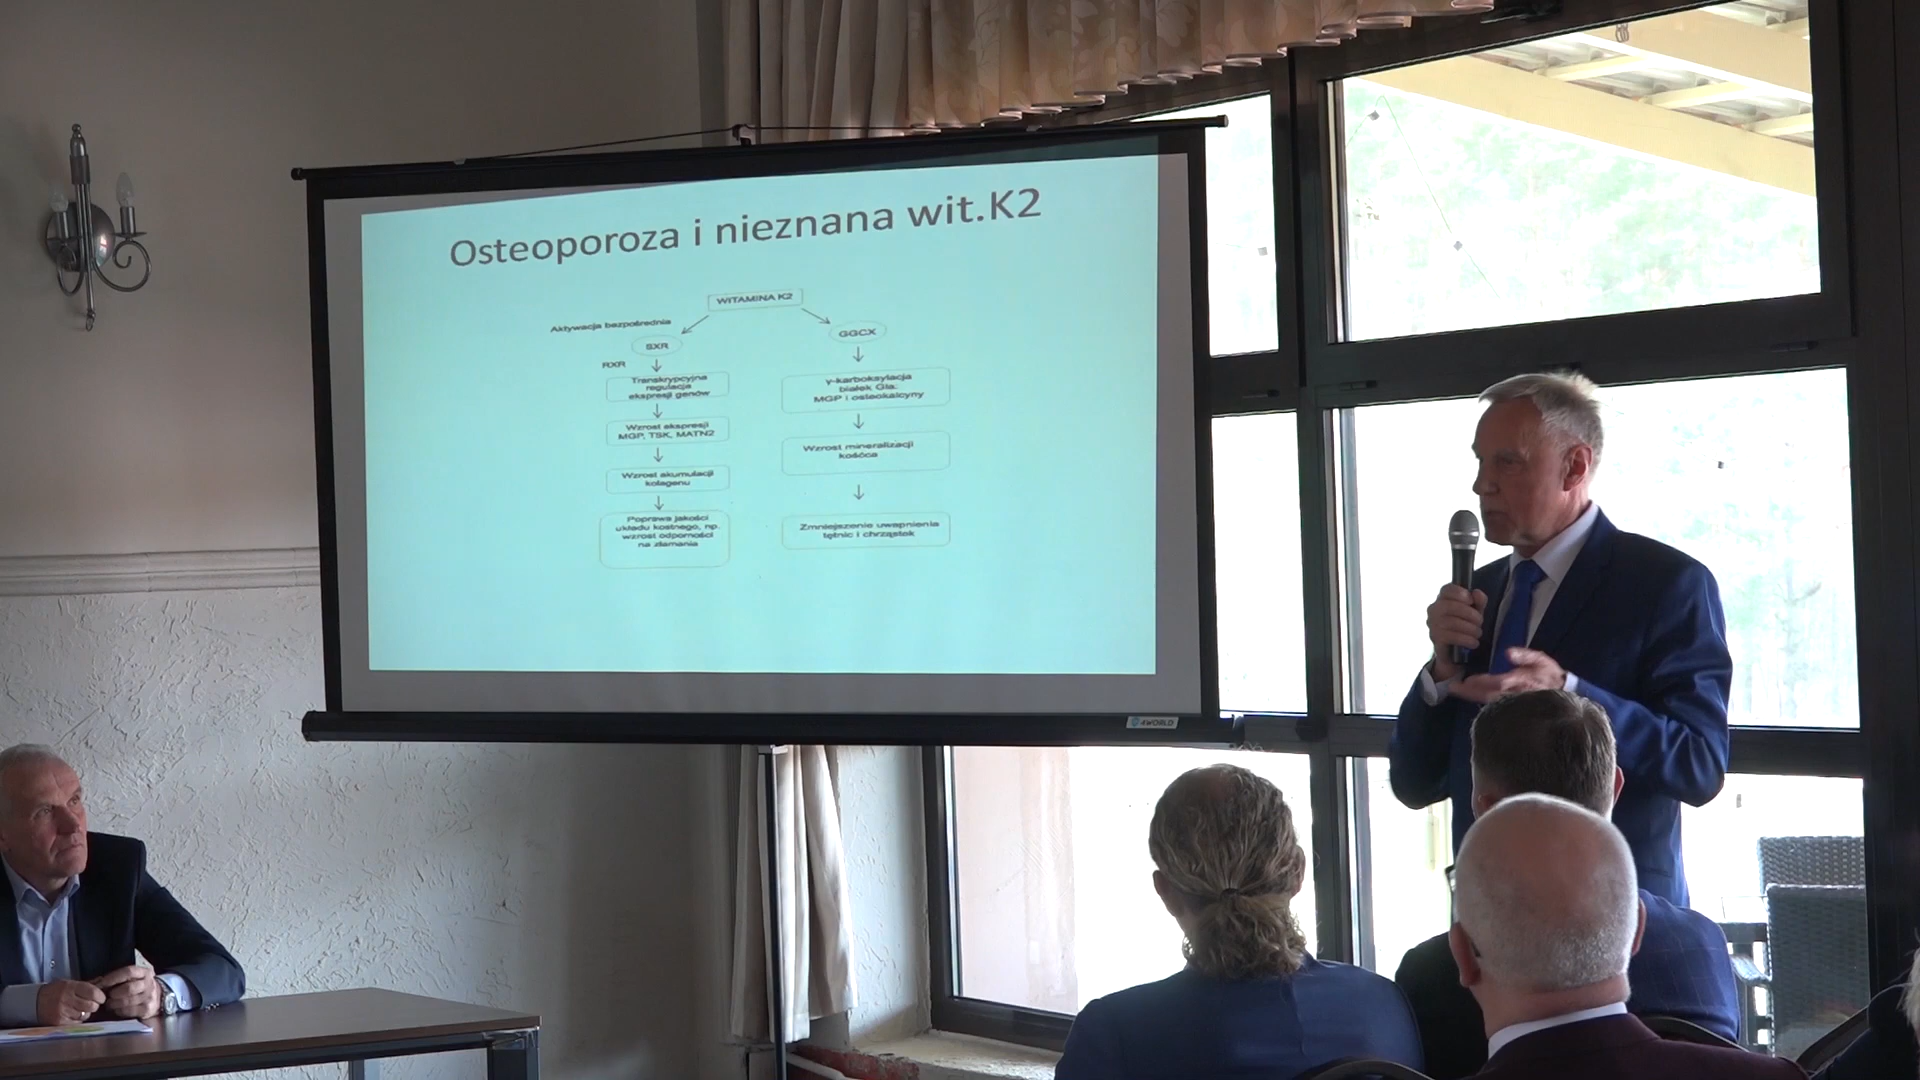 Osteoporoza i nieznana wit.K2
WITAMINA K2
Aktywacja bezpośrednia
SXR
RXR
Transkrypcyjna
regulacja
ekspresji genów
Wzrost ekspresji
MGP, TSK, MATN2
Wzrost akumulacji
kolagenu
Poprawa jakości
układu kostnego, np.
wzrost odporności
na złamania
GGCX
γ-karboksylacja
białek Gla:
MGP i osteokalcyny
Wzrost mineralizacji
kośćca
Zmniejszenie uwapnienia
tętnic i chrząstek
4WORLD